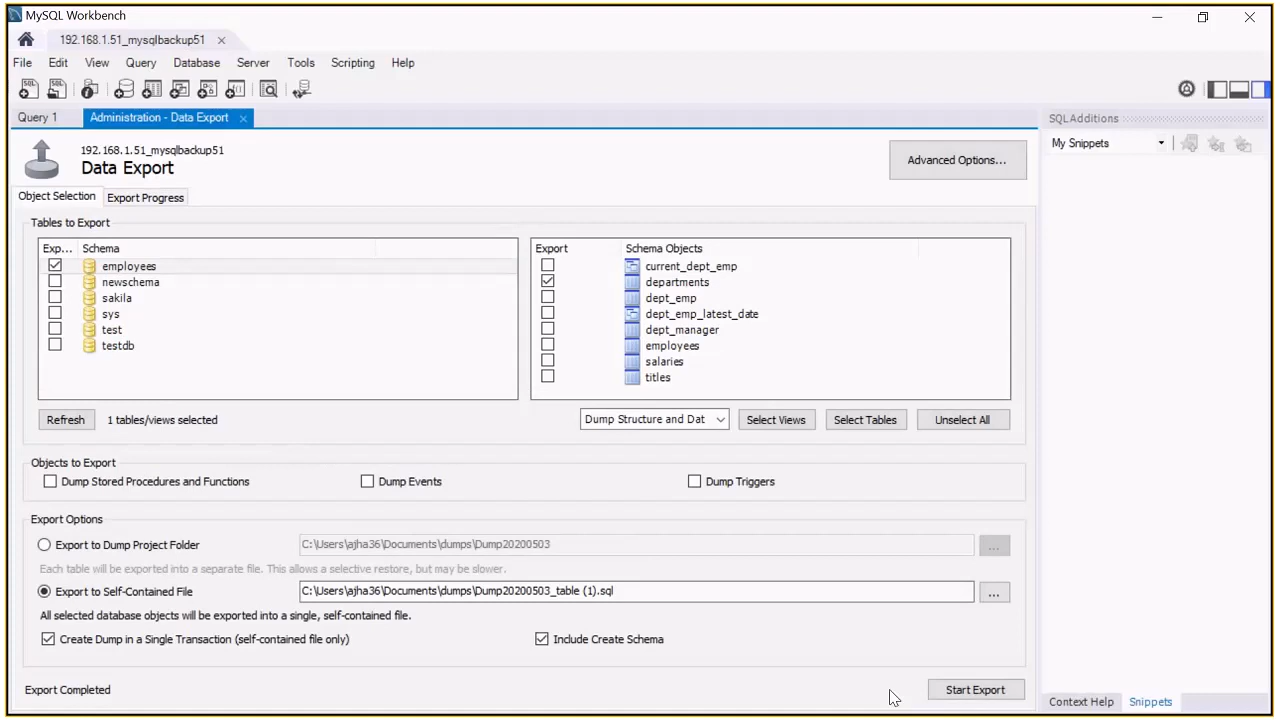 MySQL Workbench
192.168.1.51_mysqlbackup51
File Edit View Query Database Server Tools Scripting Help
Query 1 Administration - Data Export
SQLAdditions
192.168.1.51_mysqlbackup51
Data Export
Advanced Options...
My Snippets
Object Selection Export Progress
Tables to Export
Exp... Schema
employees
newschema
sakila
sys
test
testdb
Export Schema Objects
current_dept_emp
departments
dept_emp
dept_emp_latest_date
dept_manager
employees
salaries
titles
Refresh 1 tables/views selected Dump Structure and Dat Select Views Select Tables Unselect All
Objects to Export
Dump Stored Procedures and Functions Dump Events Dump Triggers
Export Options
Export to Dump Project Folder C:\Users\ajha36\Documents\dumps\Dump20200503 ...
Each table will be exported into a separate file. This allows a selective restore, but may be slower.
Export to Self-Contained File C:\Users\ajha36\Documents\dumps\Dump20200503_table (1).sql ...
All selected database objects will be exported into a single, self-contained file.
Create Dump in a Single Transaction (self-contained file only) Include Create Schema
Export Completed Start Export
Context Help Snippets